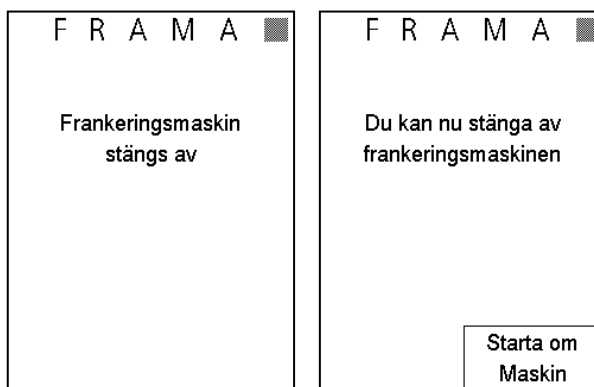 F R A M A
Frankeringsmaskin
stängs av
F R A M A
Du kan nu stänga av
frankeringsmaskinen
Starta om
Maskin